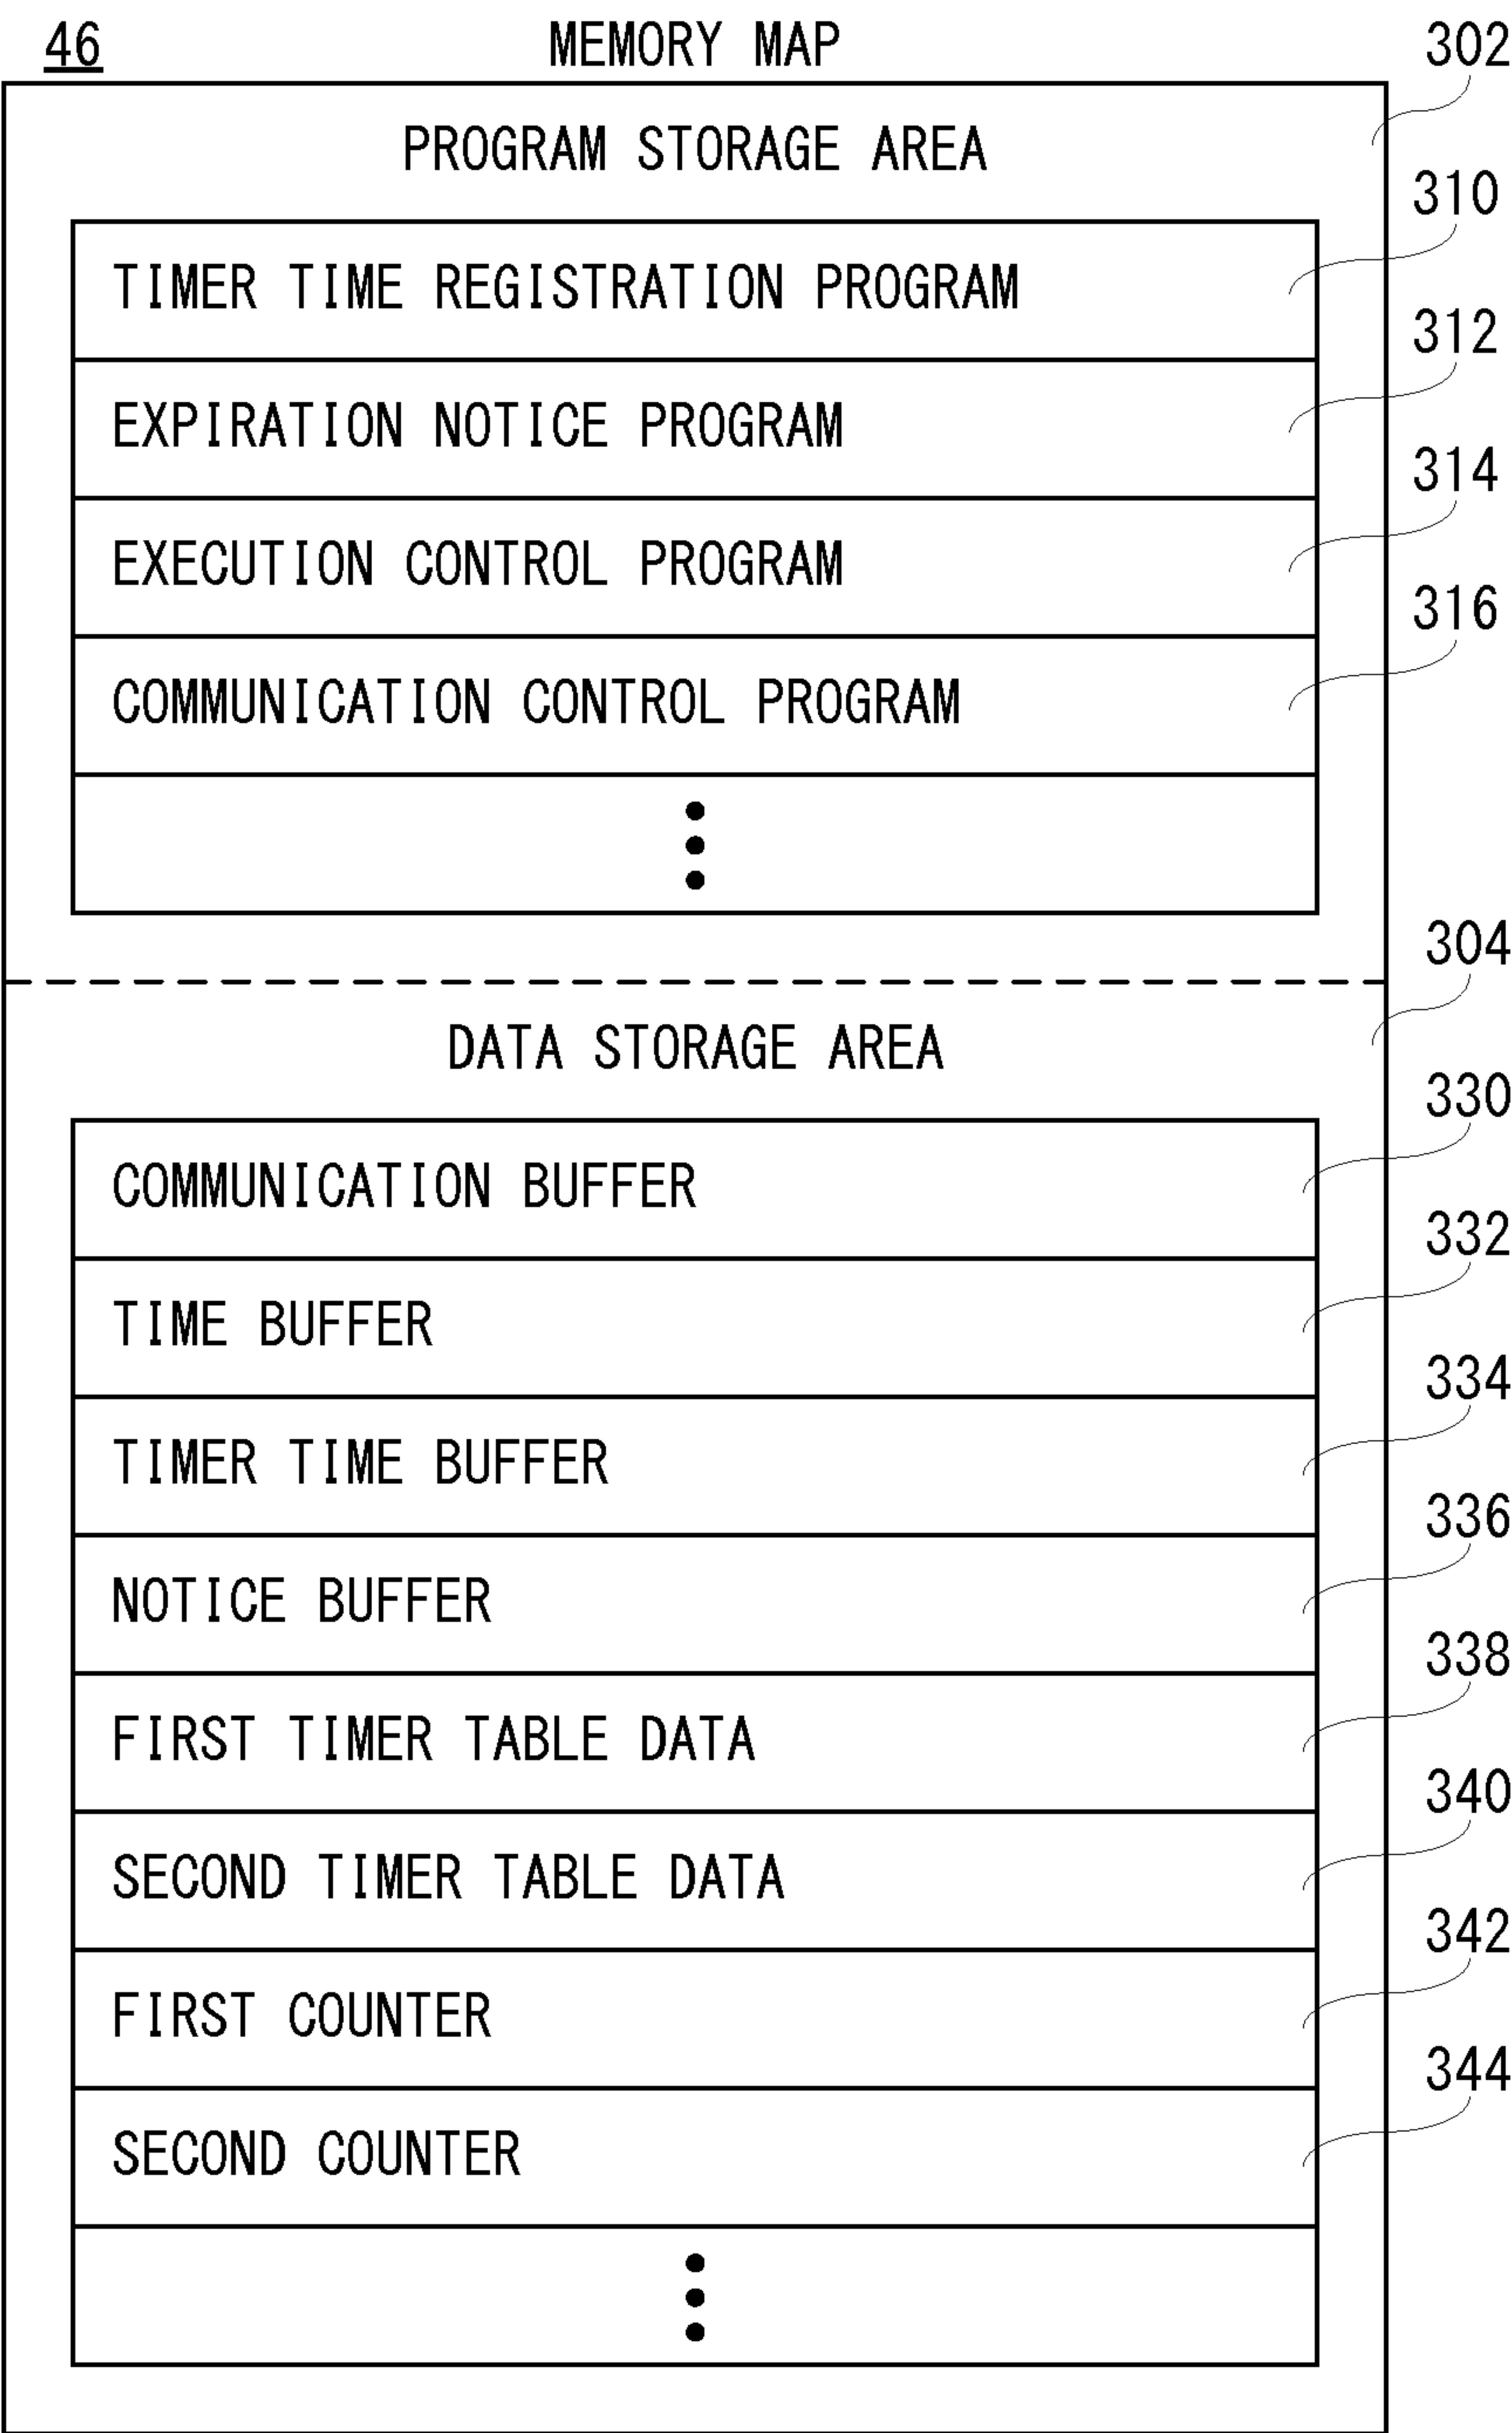 46 MEMORY MAP 302
PROGRAM STORAGE AREA
310
TIMER TIME REGISTRATION PROGRAM
312
EXPIRATION NOTICE PROGRAM
314
EXECUTION CONTROL PROGRAM
316
COMMUNICATION CONTROL PROGRAM
304
DATA STORAGE AREA
330
COMMUNICATION BUFFER
332
TIME BUFFER
334
TIMER TIME BUFFER
336
NOTICE BUFFER
338
FIRST TIMER TABLE DATA
340
SECOND TIMER TABLE DATA
342
FIRST COUNTER
344
SECOND COUNTER